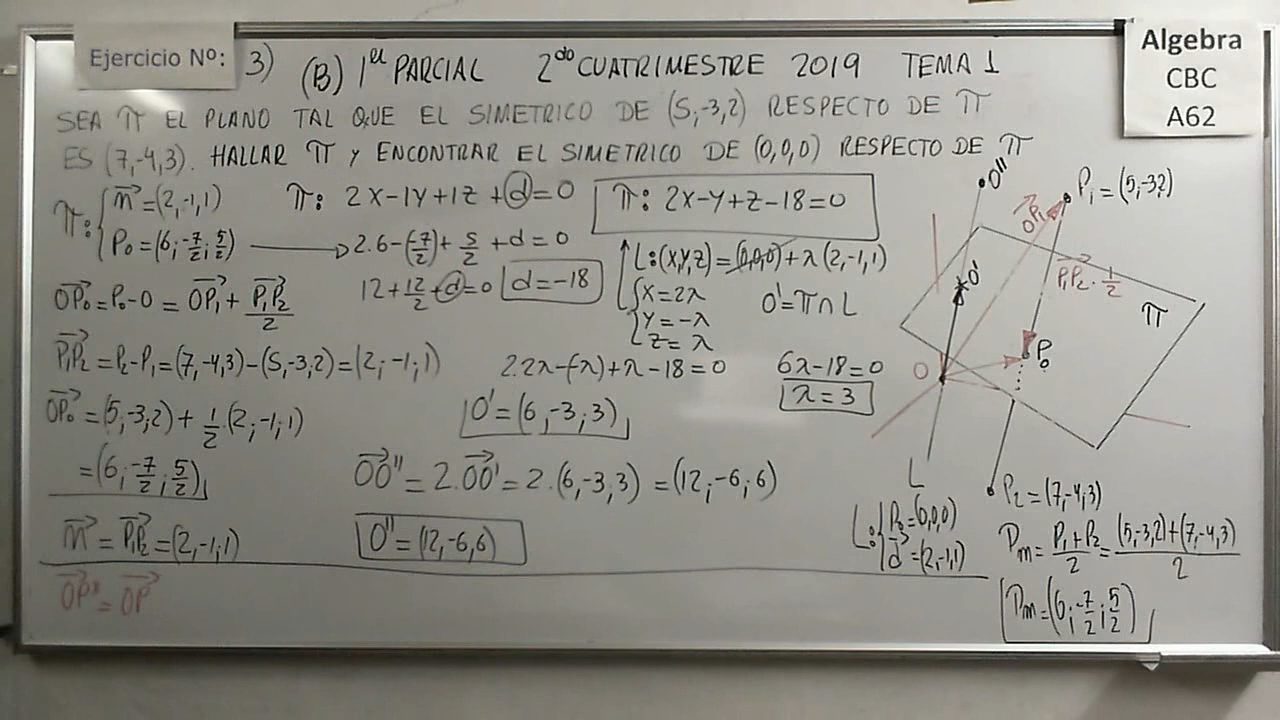 Ejercicio Nº: 3) (B) 1er PARCIAL 2do CUATRIMESTRE 2019 TEMA 1
Algebra
CBC
A62
SEA π EL PLANO TAL QUE EL SIMETRICO DE (5,-3,2) RESPECTO DE π
ES (7,-4,3). HALLAR π Y ENCONTRAR EL SIMETRICO DE (0,0,0) RESPECTO DE π
π: { n⃗ = (2,-1,1)
P₀ = (6; -7/2; 5/2)
π: 2X-1Y+1Z+d=0
2.6-(-7/2)+5/2+d=0
12+12/2+d=0
d=-18
π: 2X-Y+Z-18=0
L:(X,Y,Z)=(0,0,0)+λ(2,-1,1)
{ X=2λ
Y=-λ
Z=λ
O'=π∩L
OP₀ = P₀-O = OP₁ + P₁P₂/2
P₁P₂ = P₂-P₁ = (7,-4,3)-(5,-3,2) = (2;-1;1)
2.2λ-(-λ)+λ-18=0
6λ-18=0
λ=3
OP₀ = (5,-3,2) + 1/2.(2;-1;1)
O'=(6,-3;3)
= (6; -7/2; 5/2)
OO'' = 2.OO' = 2.(6,-3,3) = (12;-6;6)
n⃗ = P₁P₂ = (2,-1,1)
O''=(12,-6,6)
OP' = OP
O''
P₁=(5,-3,2)
OP₁
O'
P₁P₂.1/2
π
P₀
O
L
P₂=(7,-4,3)
L: { P₀=(0,0,0)
d⃗=(2,-1,1)
Pm = P₁+P₂/2 = (5,-3,2)+(7,-4,3)/2
Pm=(6; -7/2; 5/2)